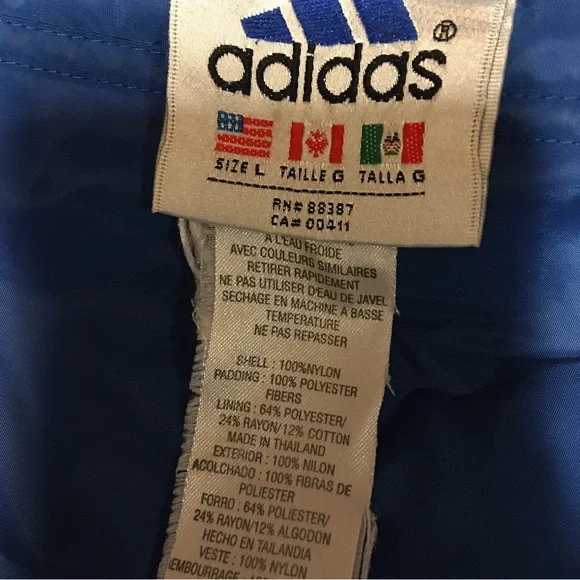 adidas®
SIZE L TAILLE G TALLA G
RN# 88387
CA# 00411
A L'EAU FROIDE
AVEC COULEURS SIMILAIRES
RETIRER RAPIDEMENT
NE PAS UTILISER D'EAU DE JAVEL
SECHAGE EN MACHINE A BASSE
TEMPERATURE
NE PAS REPASSER
SHELL : 100%NYLON
PADDING : 100% POLYESTER
FIBERS
LINING : 64% POLYESTER/
24% RAYON/12% COTTON
MADE IN THAILAND
EXTERIOR : 100% NILON
ACOLCHADO : 100% FIBRAS DE
POLIESTER
FORRO : 64% POLIESTER/
24% RAYON/12% ALGODON
HECHO EN TAILANDIA
VESTE : 100% NYLON
REMBOURRAGE :